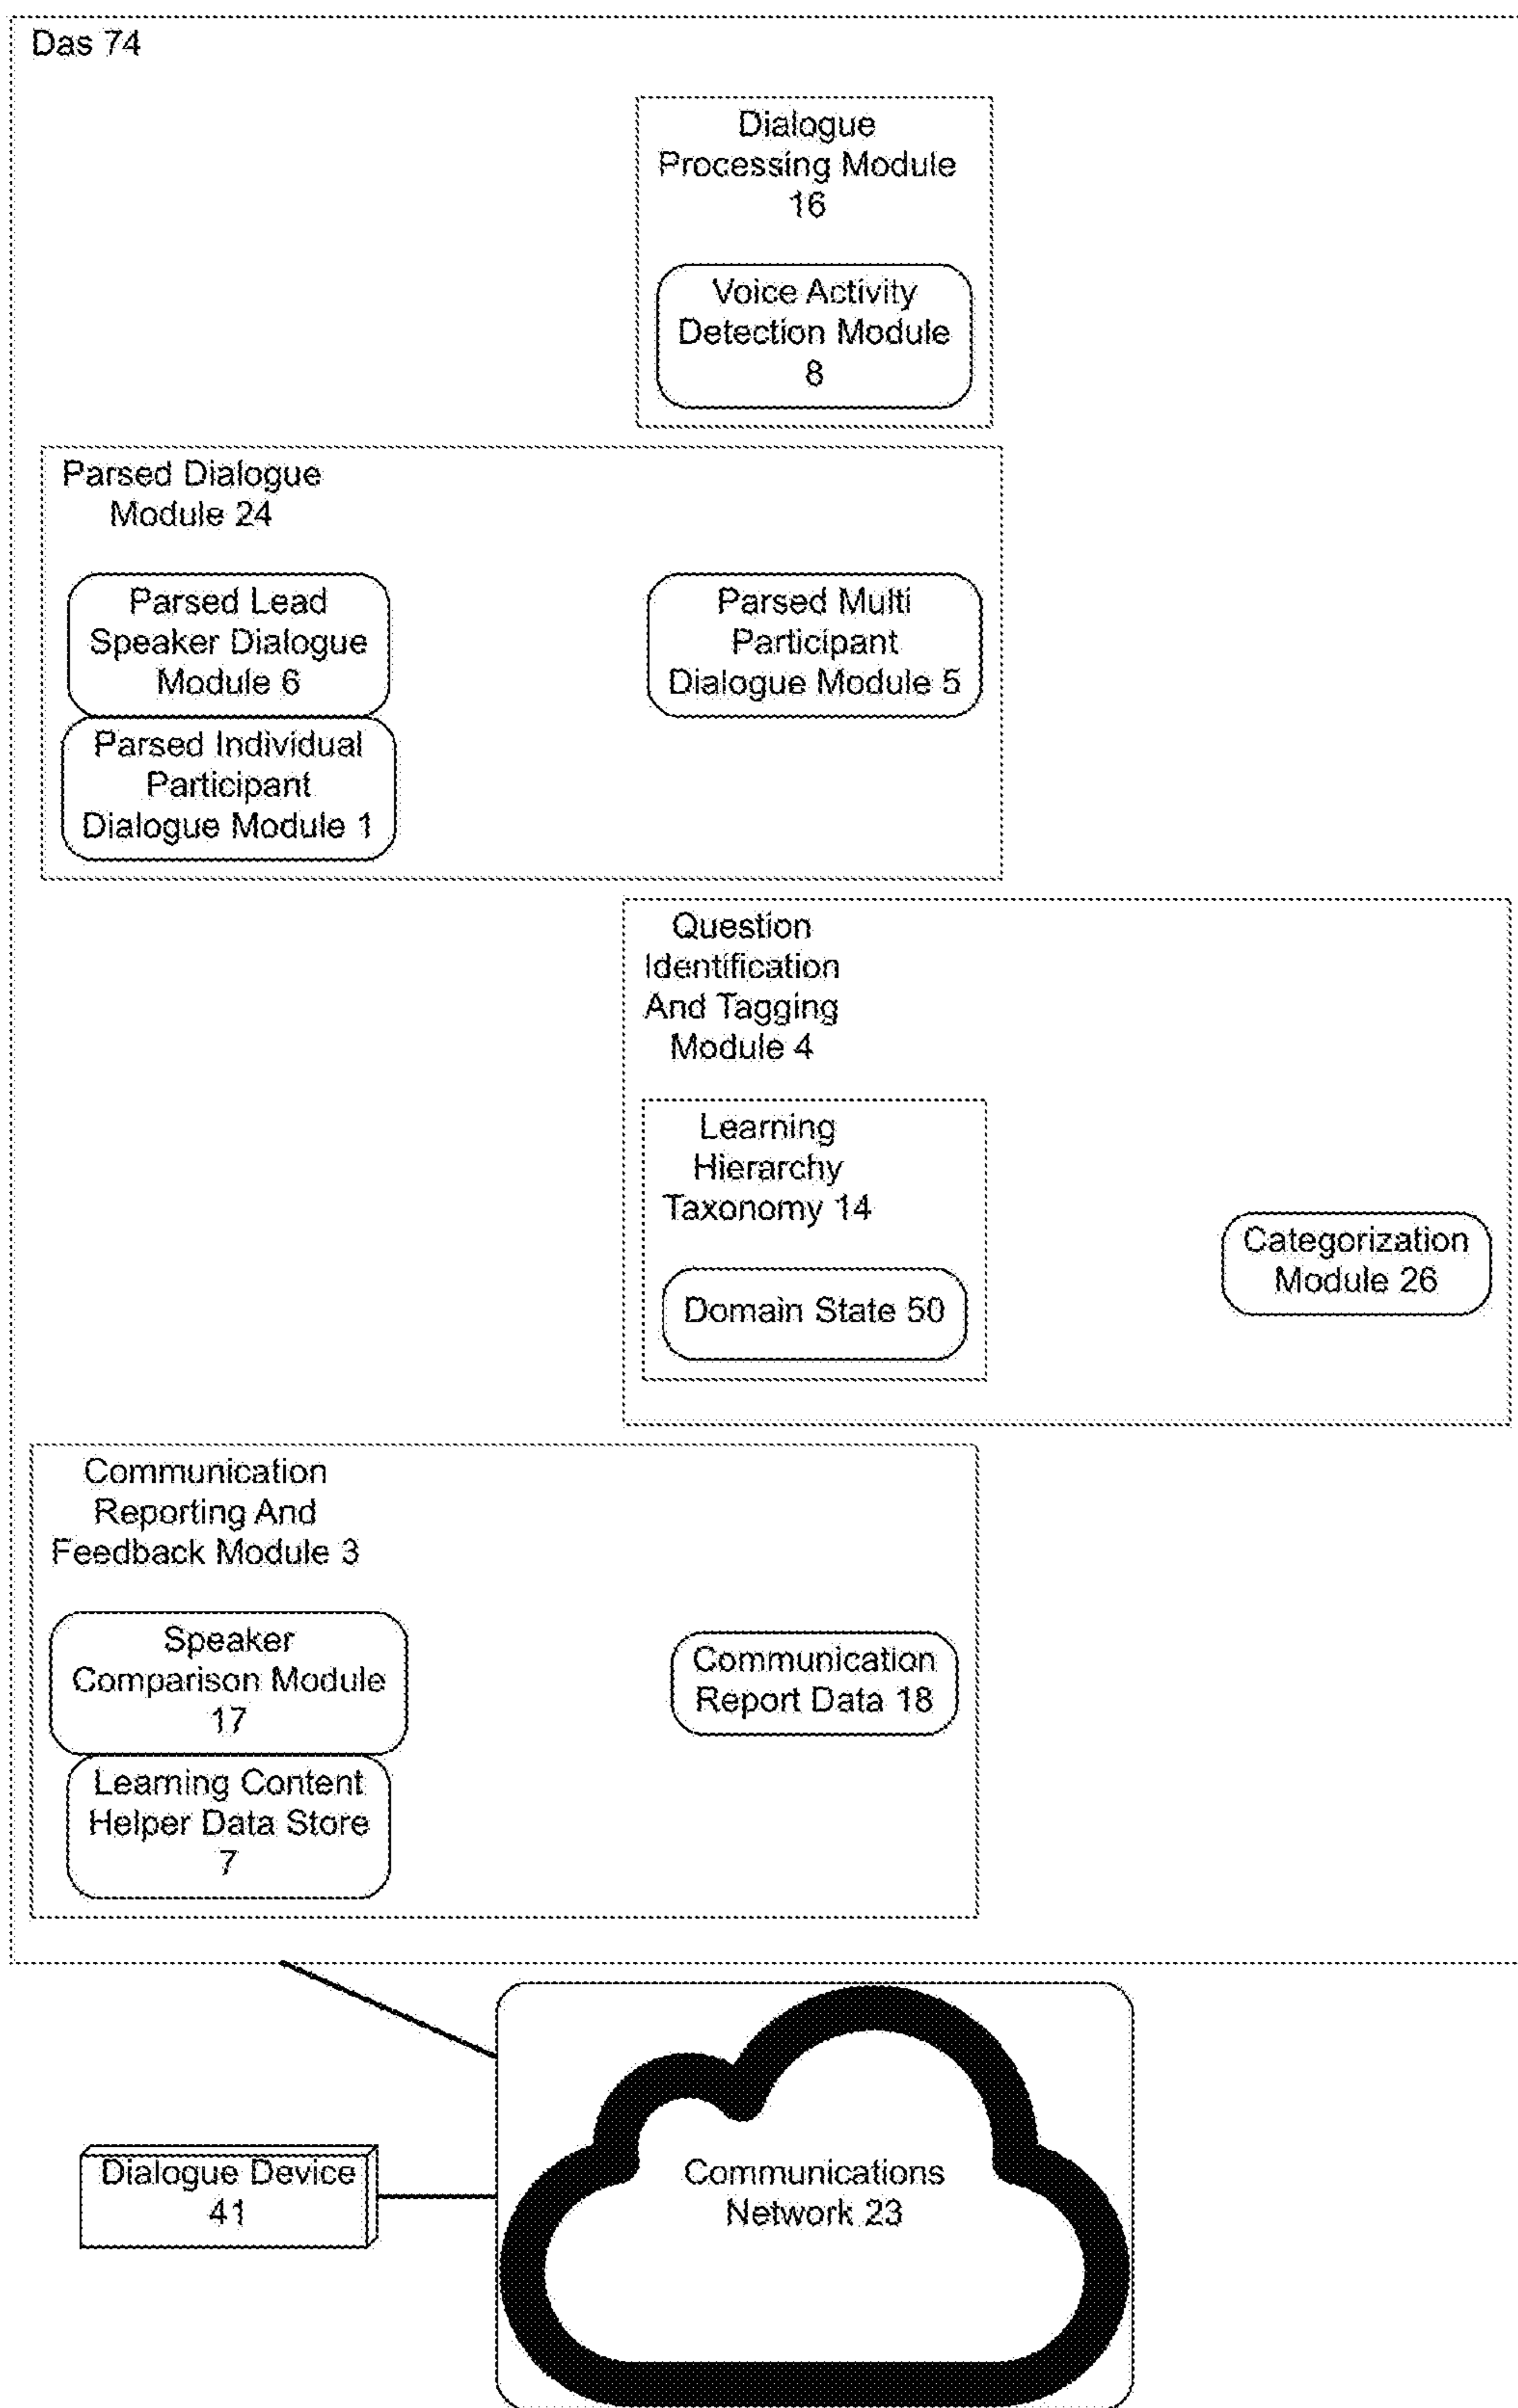 Das 74
Dialogue
Processing Module
16
Voice Activity
Detection Module
8
Parsed Dialogue
Module 24
Parsed Lead
Speaker Dialogue
Module 6
Parsed Multi
Participant
Dialogue Module 5
Parsed Individual
Participant
Dialogue Module 1
Question
Identification
And Tagging
Module 4
Learning
Hierarchy
Taxonomy 14
Domain State 50
Categorization
Module 26
Communication
Reporting And
Feedback Module 3
Speaker
Comparison Module
17
Communication
Report Data 18
Learning Content
Helper Data Store
7
Dialogue Device
41
Communications
Network 23